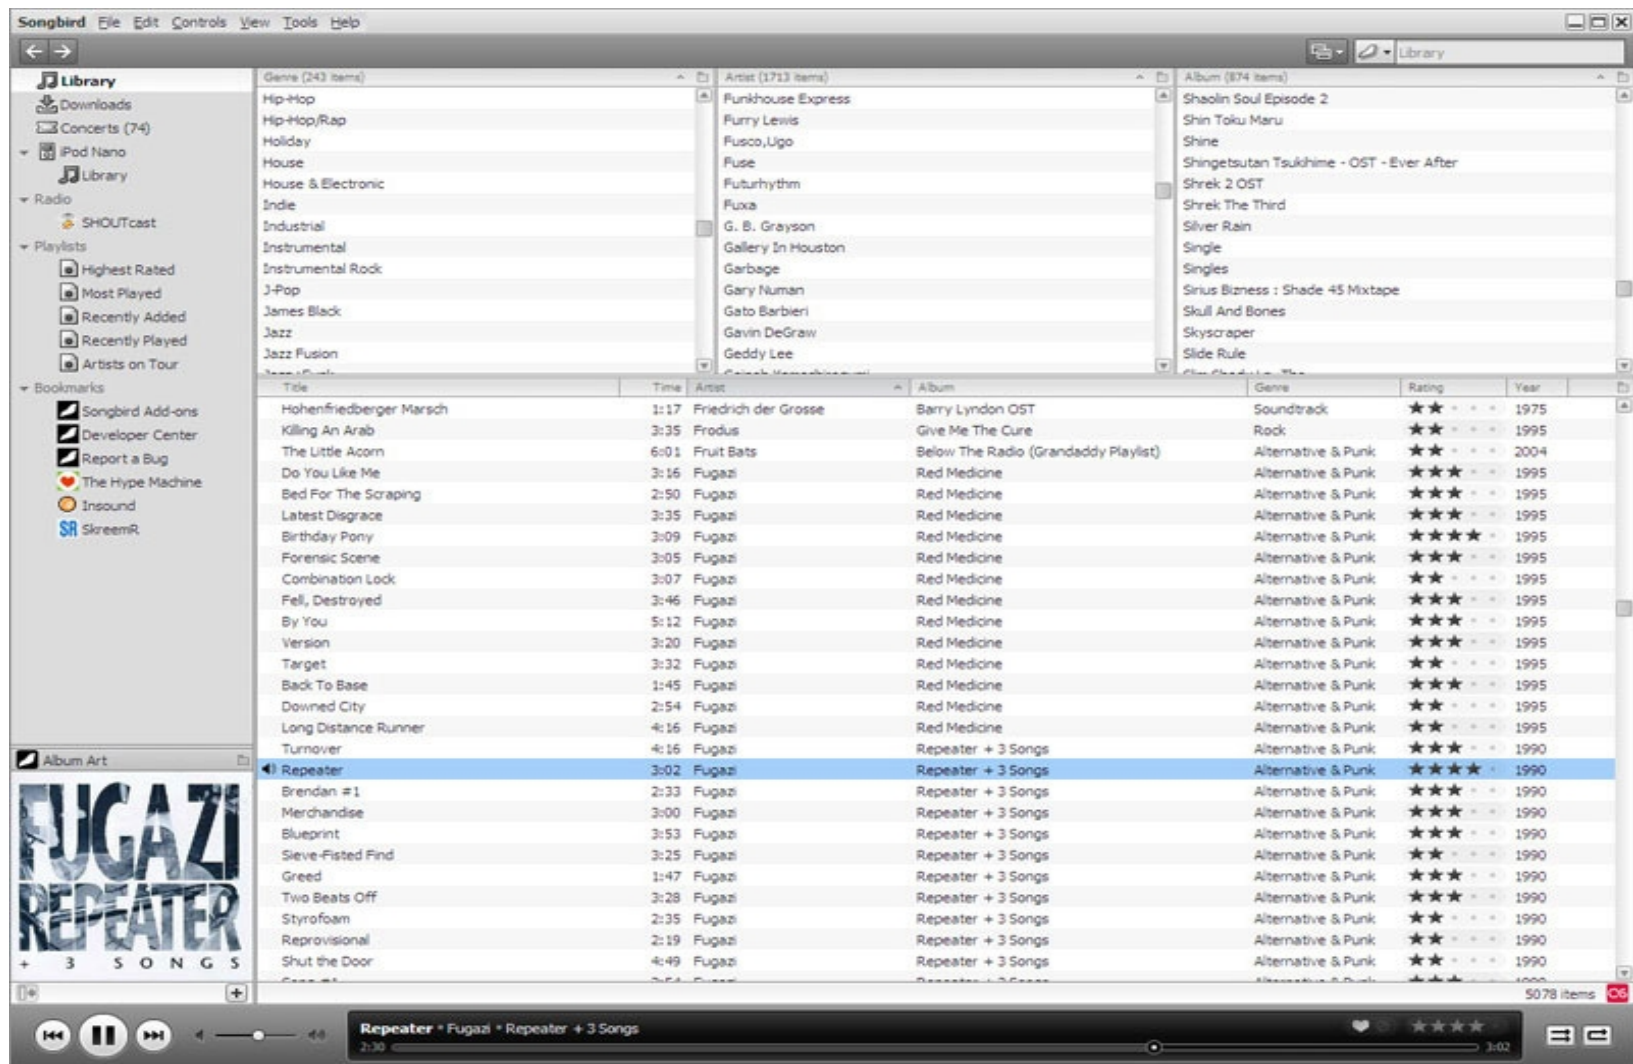 Songbird File Edit Controls View Tools Help
Library
Library
Downloads
Concerts (74)
iPod Nano
Library
Radio
SHOUTcast
Playlists
Highest Rated
Most Played
Recently Added
Recently Played
Artists on Tour
Bookmarks
Songbird Add-ons
Developer Center
Report a Bug
The Hype Machine
Insound
SR SkreemR
Genre (243 items)
Hip-Hop
Hip-Hop/Rap
Holiday
House
House & Electronic
Indie
Industrial
Instrumental
Instrumental Rock
J-Pop
James Black
Jazz
Jazz Fusion
Artist (1713 items)
Funkhouse Express
Furry Lewis
Fusco,Ugo
Fuse
Futurhythm
Fuxa
G. B. Grayson
Gallery In Houston
Garbage
Gary Numan
Gato Barbieri
Gavin DeGraw
Geddy Lee
Album (874 items)
Shaolin Soul Episode 2
Shin Toku Maru
Shine
Shingetsutan Tsukihime - OST - Ever After
Shrek 2 OST
Shrek The Third
Silver Rain
Single
Singles
Sirius Bizness : Shade 45 Mixtape
Skull And Bones
Skyscraper
Slide Rule
Title Time Artist Album Genre Rating Year
Hohenfriedberger Marsch 1:17 Friedrich der Grosse Barry Lyndon OST Soundtrack 1975
Killing An Arab 3:35 Frodus Give Me The Cure Rock 1995
The Little Acorn 6:01 Fruit Bats Below The Radio (Grandaddy Playlist) Alternative & Punk 2004
Do You Like Me 3:16 Fugazi Red Medicine Alternative & Punk 1995
Bed For The Scraping 2:50 Fugazi Red Medicine Alternative & Punk 1995
Latest Disgrace 3:35 Fugazi Red Medicine Alternative & Punk 1995
Birthday Pony 3:09 Fugazi Red Medicine Alternative & Punk 1995
Forensic Scene 3:05 Fugazi Red Medicine Alternative & Punk 1995
Combination Lock 3:07 Fugazi Red Medicine Alternative & Punk 1995
Fell, Destroyed 3:46 Fugazi Red Medicine Alternative & Punk 1995
By You 5:12 Fugazi Red Medicine Alternative & Punk 1995
Version 3:20 Fugazi Red Medicine Alternative & Punk 1995
Target 3:32 Fugazi Red Medicine Alternative & Punk 1995
Back To Base 1:45 Fugazi Red Medicine Alternative & Punk 1995
Downed City 2:54 Fugazi Red Medicine Alternative & Punk 1995
Long Distance Runner 4:16 Fugazi Red Medicine Alternative & Punk 1995
Turnover 4:16 Fugazi Repeater + 3 Songs Alternative & Punk 1990
Repeater 3:02 Fugazi Repeater + 3 Songs Alternative & Punk 1990
Brendan #1 2:33 Fugazi Repeater + 3 Songs Alternative & Punk 1990
Merchandise 3:00 Fugazi Repeater + 3 Songs Alternative & Punk 1990
Blueprint 3:53 Fugazi Repeater + 3 Songs Alternative & Punk 1990
Sieve-Fisted Find 3:25 Fugazi Repeater + 3 Songs Alternative & Punk 1990
Greed 1:47 Fugazi Repeater + 3 Songs Alternative & Punk 1990
Two Beats Off 3:28 Fugazi Repeater + 3 Songs Alternative & Punk 1990
Styrofoam 2:35 Fugazi Repeater + 3 Songs Alternative & Punk 1990
Reprovisional 2:19 Fugazi Repeater + 3 Songs Alternative & Punk 1990
Shut the Door 4:49 Fugazi Repeater + 3 Songs Alternative & Punk 1990
Album Art
FUGAZI
REPEATER
+ 3 SONGS
5078 items
Repeater • Fugazi • Repeater + 3 Songs
2:30 3:02